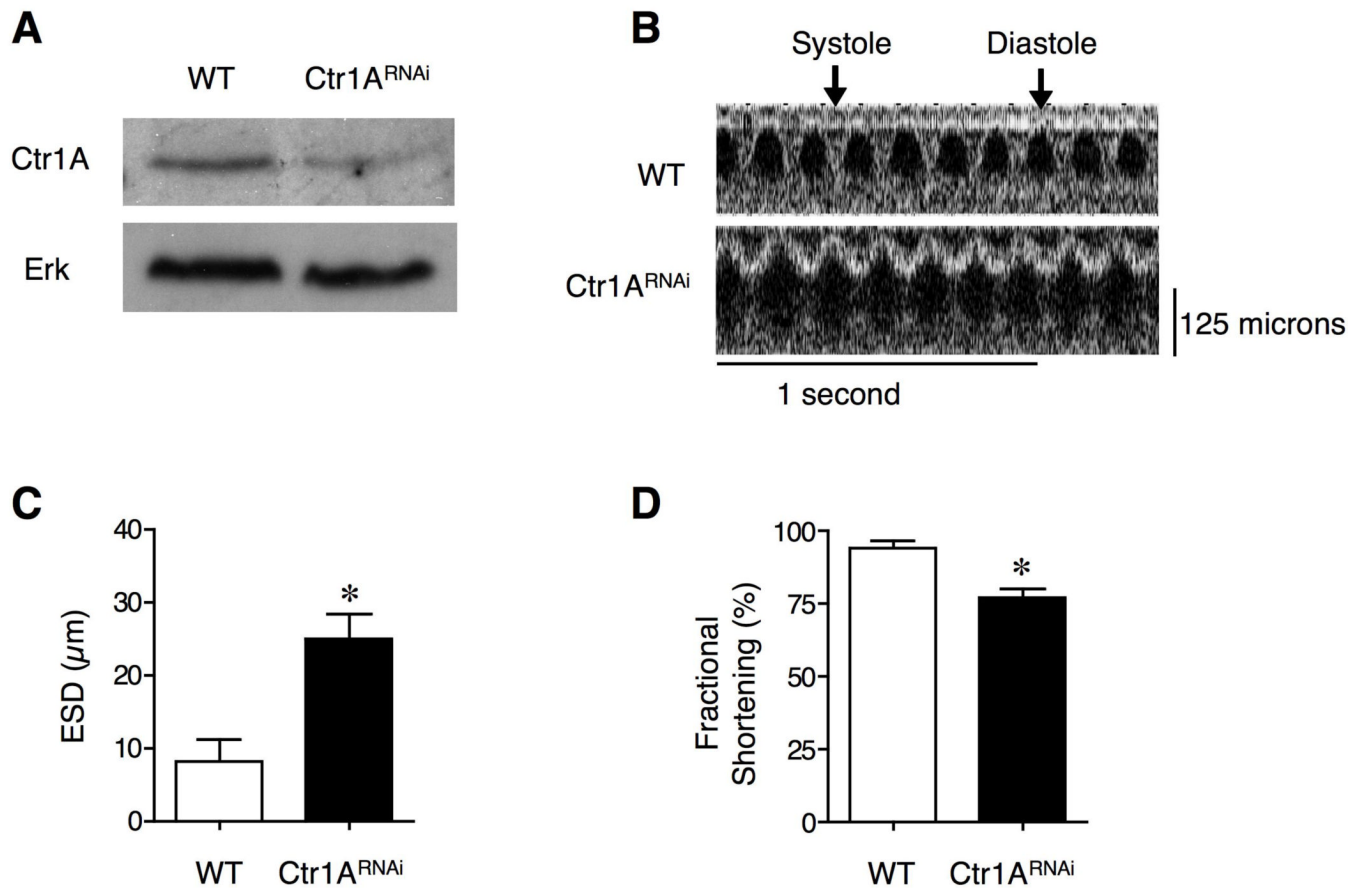 A
WT Ctr1A^RNAi
Ctr1A
Erk
B
Systole Diastole
WT
Ctr1A^RNAi
125 microns
1 second
C
40
30
20
10
0
ESD (µm)
*
WT Ctr1A^RNAi
D
100
75
50
25
0
Fractional
Shortening (%)
*
WT Ctr1A^RNAi